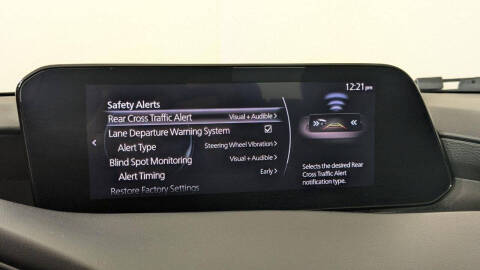 12:21pm
Safety Alerts
Rear Cross Traffic Alert Visual + Audible
Lane Departure Warning System
Alert Type Steering Wheel Vibration
Blind Spot Monitoring Visual + Audible
Alert Timing Early
Restore Factory Settings
Selects the desired Rear
Cross Traffic Alert
notification type.